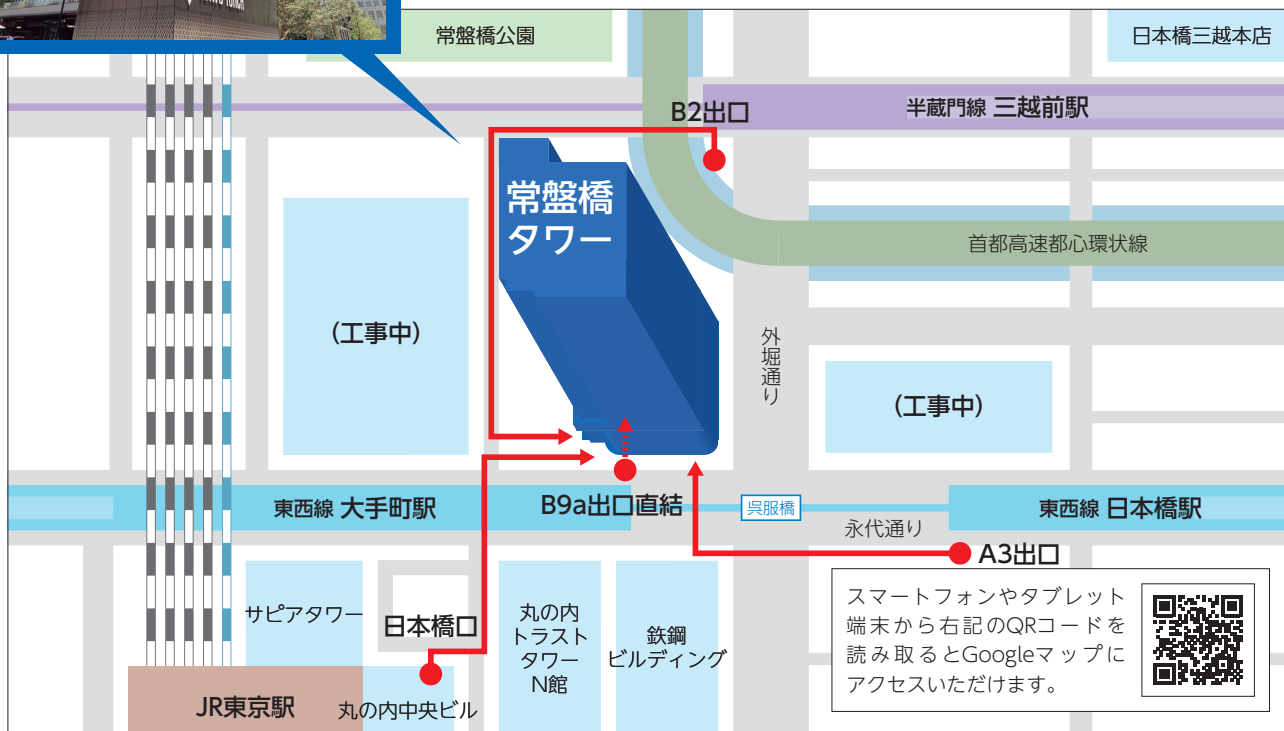 常盤橋公園
日本橋三越本店
B2出口
半蔵門線 三越前駅
常盤橋
タワー
首都高速都心環状線
(工事中)
外堀通り
(工事中)
東西線 大手町駅
B9a出口直結
呉服橋
永代通り
東西線 日本橋駅
A3出口
サピアタワー
日本橋口
丸の内
トラスト
タワー
N館
鉃鋼
ビルディング
JR東京駅
丸の内中央ビル
スマートフォンやタブレット
端末から右記のQRコードを
読み取るとGoogleマップに
アクセスいただけます。